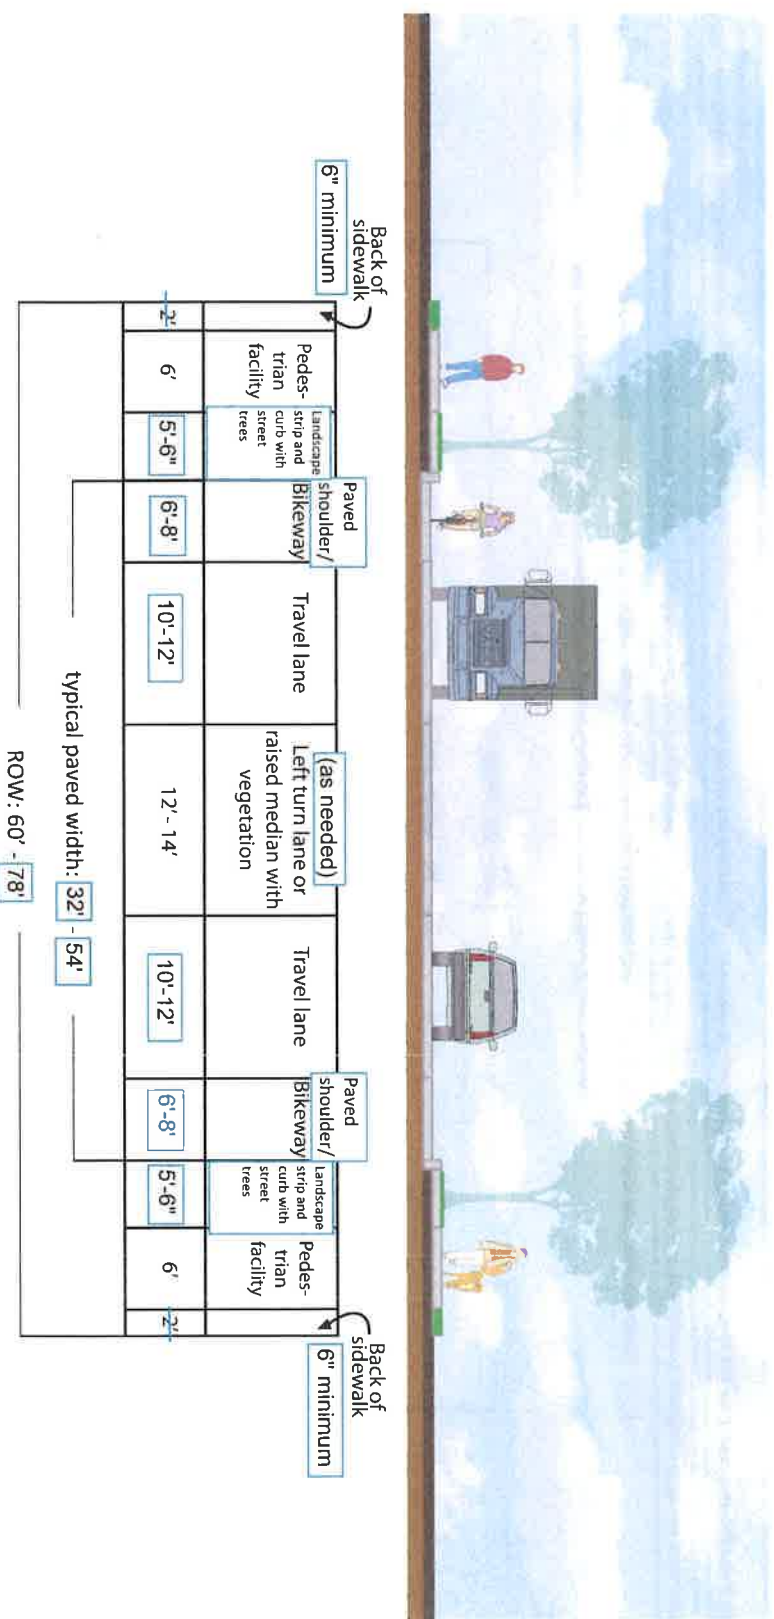 Back of
sidewalk
6" minimum
Pedes-
trian
facility
Landscape
strip and
curb with
street
trees
Paved
shoulder/
Bikeway
Travel lane
(as needed)
Left turn lane or
raised median with
vegetation
Travel lane
Paved
shoulder/
Bikeway
Landscape
strip and
curb with
street
trees
Pedes-
trian
facility
Back of
sidewalk
6" minimum
2' 6' 5'-6" 6'-8' 10'-12' 12' - 14' 10'-12' 6'-8' 5'-6" 6' 2'
typical paved width: 32' - 54'
ROW: 60' - 78'